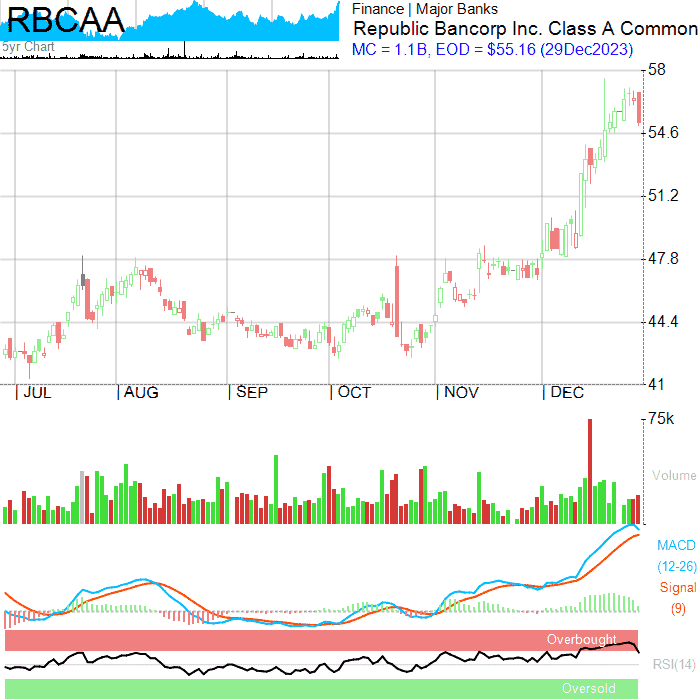 RBCAA
5yr Chart
Finance | Major Banks
Republic Bancorp Inc. Class A Common
MC = 1.1B, EOD = $55.16 (29Dec2023)
58
54.6
51.2
47.8
44.4
41
JUL AUG SEP OCT NOV DEC
75k
Volume
MACD
(12-26)
Signal
(9)
Overbought
RSI(14)
Oversold